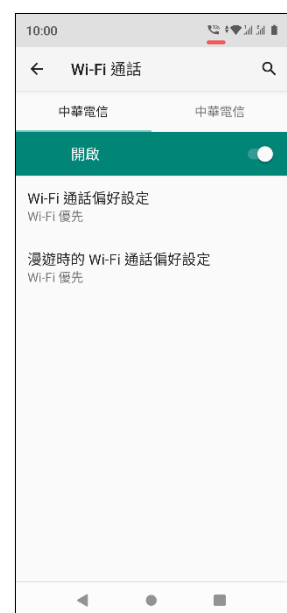 10:00
Wi-Fi 通話
中華電信 中華電信
開啟
Wi-Fi 通話偏好設定
Wi-Fi 優先
漫遊時的 Wi-Fi 通話偏好設定
Wi-Fi 優先